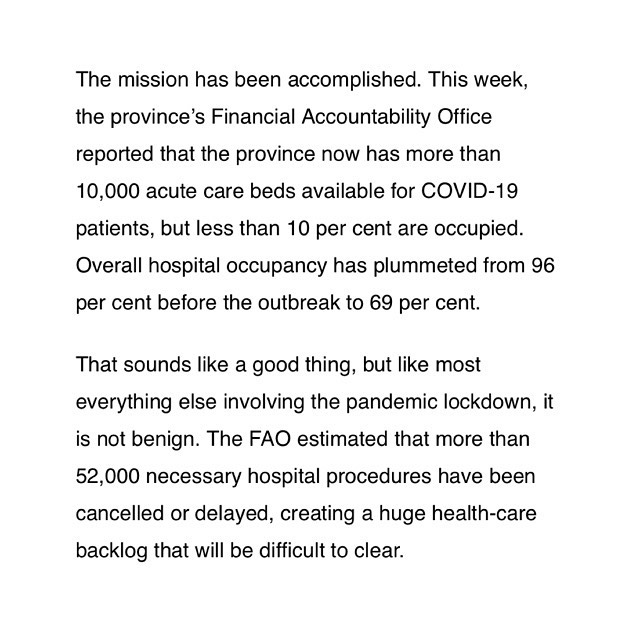 The mission has been accomplished. This week,
the province’s Financial Accountability Office
reported that the province now has more than
10,000 acute care beds available for COVID-19
patients, but less than 10 per cent are occupied.
Overall hospital occupancy has plummeted from 96
per cent before the outbreak to 69 per cent.
That sounds like a good thing, but like most
everything else involving the pandemic lockdown, it
is not benign. The FAO estimated that more than
52,000 necessary hospital procedures have been
cancelled or delayed, creating a huge health-care
backlog that will be difficult to clear.